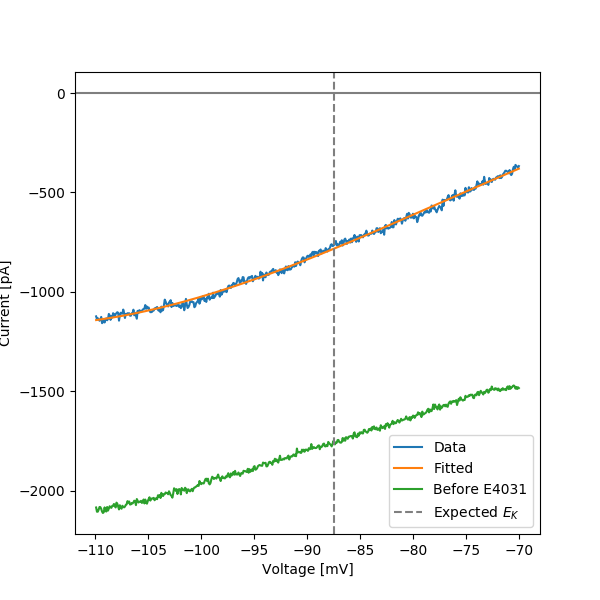 0
−500
−1000
−1500
−2000
Current [pA]
−110 −105 −100 −95 −90 −85 −80 −75 −70
Voltage [mV]
Data
Fitted
Before E4031
Expected E_K